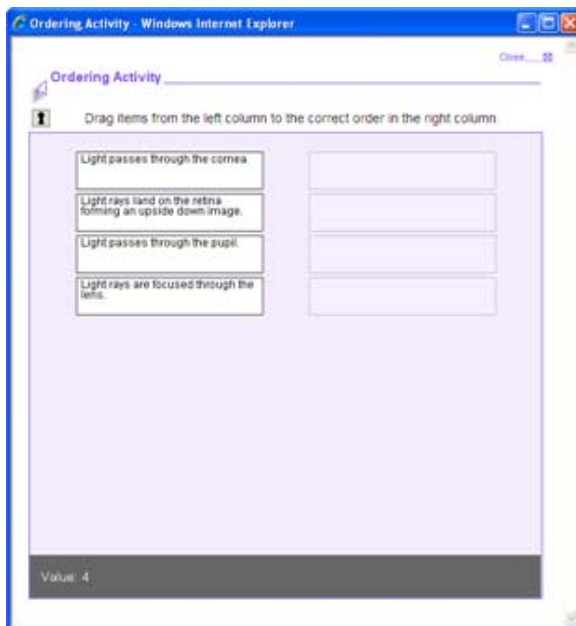 Ordering Activity - Windows Internet Explorer
Close
Ordering Activity
Drag items from the left column to the correct order in the right column.
Light passes through the cornea.
Light rays land on the retina
forming an upside down image.
Light passes through the pupil.
Light rays are focused through the
lens.
Value: 4